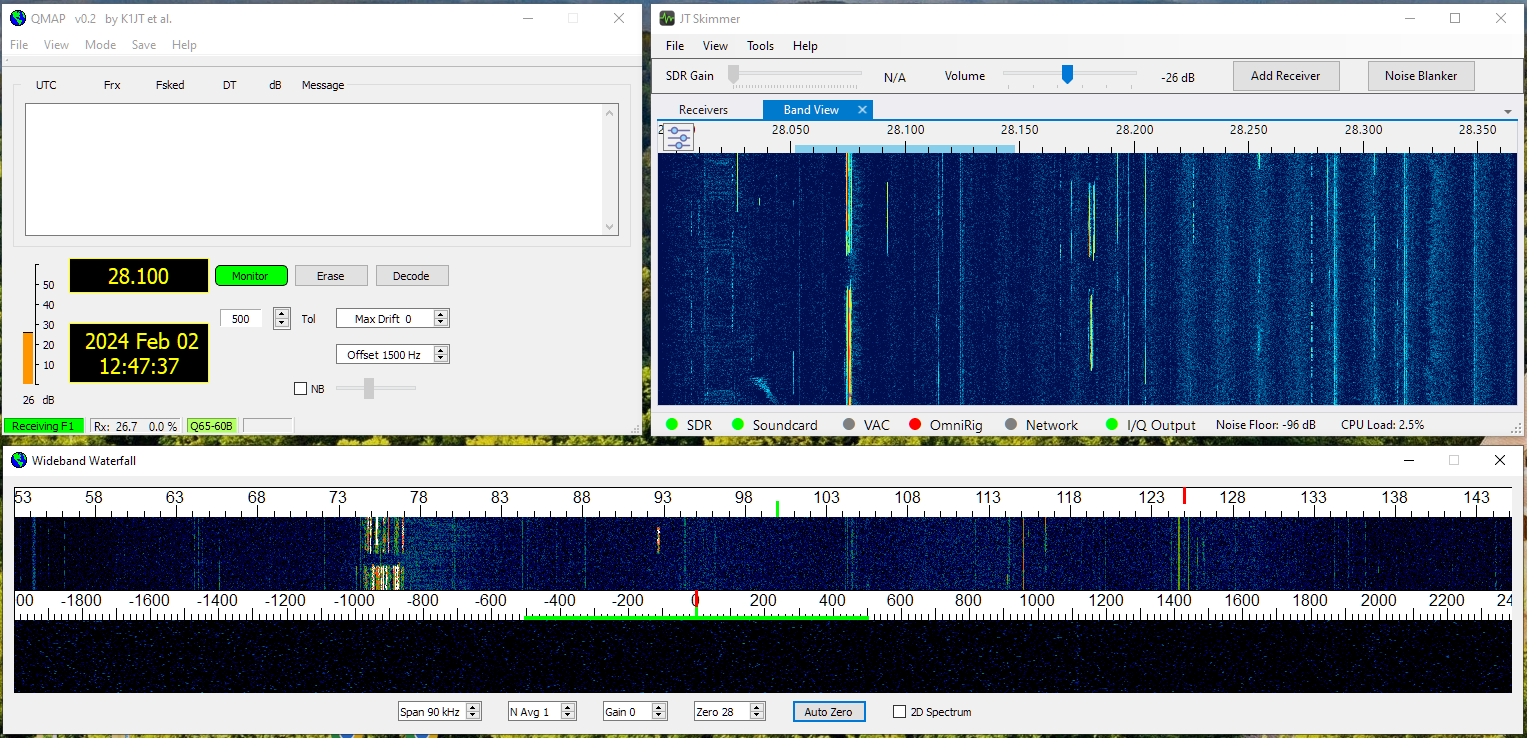 QMAP v0.2 by K1JT et al.
File View Mode Save Help
UTC Frx Fsked DT dB Message
28.100
Monitor Erase Decode
50
40
30
20
10
500 Tol Max Drift 0
2024 Feb 02
12:47:37
Offset 1500 Hz
NB
26 dB
Receiving F1 Rx: 26.7 0.0 % Q65-60B
JT Skimmer
File View Tools Help
SDR Gain N/A Volume -26 dB Add Receiver Noise Blanker
Receivers Band View
28.050 28.100 28.150 28.200 28.250 28.300 28.350
SDR Soundcard VAC OmniRig Network I/Q Output Noise Floor: -96 dB CPU Load: 2.5%
Wideband Waterfall
53 58 63 68 73 78 83 88 93 98 103 108 113 118 123 128 133 138 143
00 -1800 -1600 -1400 -1200 -1000 -800 -600 -400 -200 0 200 400 600 800 1000 1200 1400 1600 1800 2000 2200 24
Span 90 kHz N Avg 1 Gain 0 Zero 28 Auto Zero 2D Spectrum